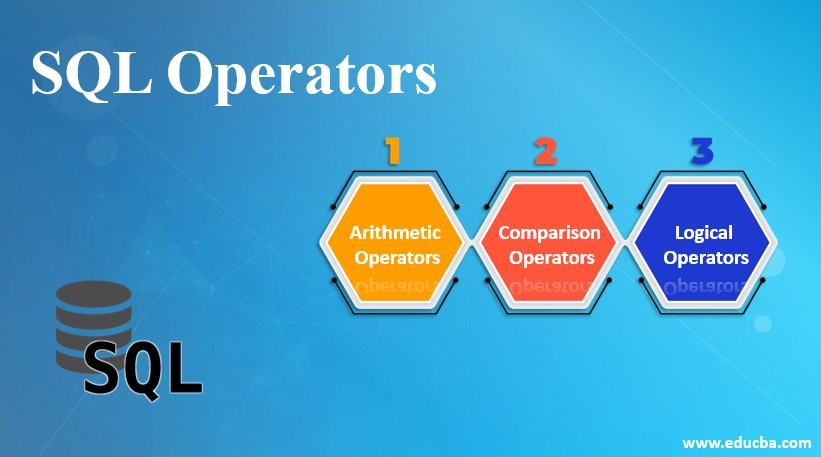 SQL Operators
1
2
3
Arithmetic
Operators
Comparison
Operators
Logical
Operators
SQL
www.educba.com